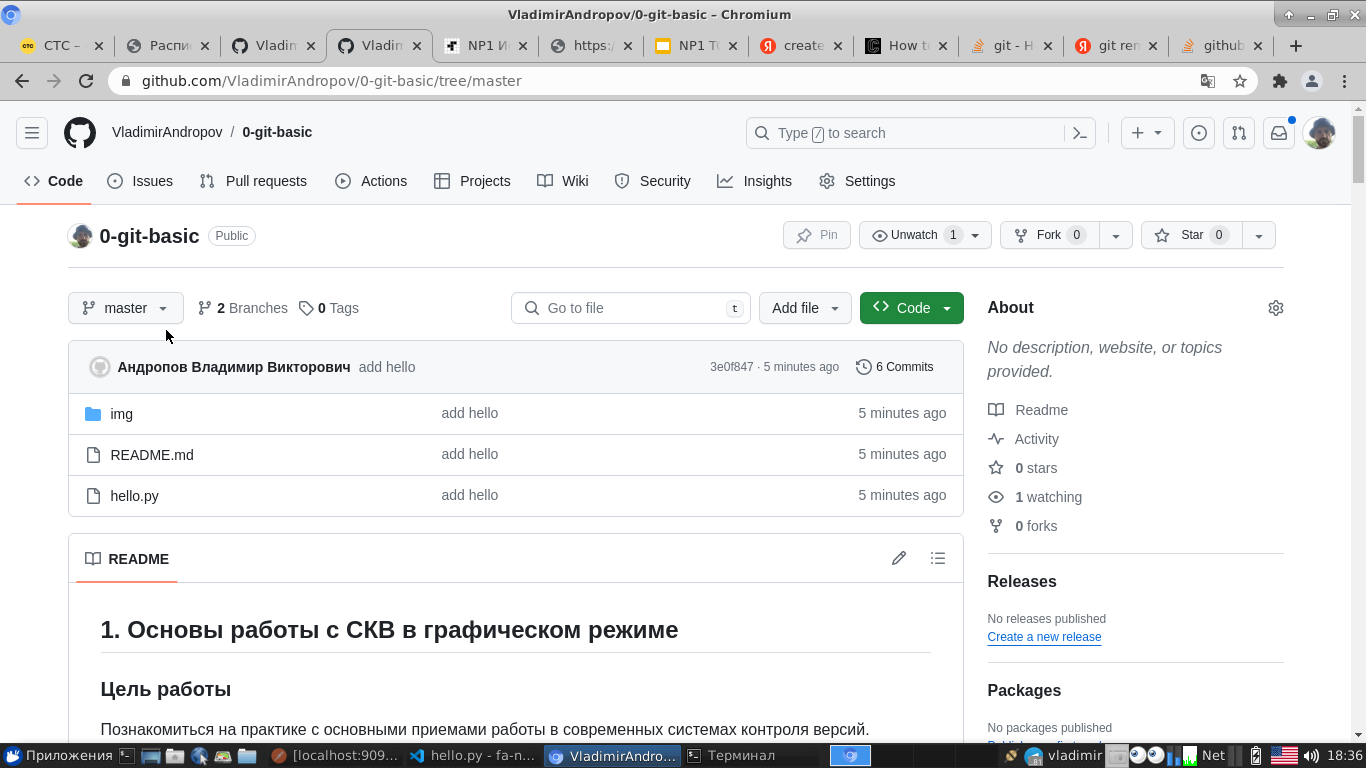 VladimirAndropov/0-git-basic – Chromium
СТС –
Распи
Vladim
Vladim
NP1 И
https:/
NP1 To
create
How to
git - H
git ren
github
github.com/VladimirAndropov/0-git-basic/tree/master
VladimirAndropov / 0-git-basic
Type / to search
Code Issues Pull requests Actions Projects Wiki Security Insights Settings
0-git-basic Public
Pin Unwatch 1 Fork 0 Star 0
master 2 Branches 0 Tags
Go to file t Add file Code
Андропов Владимир Викторович add hello 3e0f847 · 5 minutes ago 6 Commits
img add hello 5 minutes ago
README.md add hello 5 minutes ago
hello.py add hello 5 minutes ago
README
1. Основы работы с СКВ в графическом режиме
Цель работы
Познакомиться на практике с основными приемами работы в современных системах контроля версий.
About
No description, website, or topics
provided.
Readme
Activity
0 stars
1 watching
0 forks
Releases
No releases published
Create a new release
Packages
No packages published
Приложения [localhost:909... hello.py - fa-n... VladimirAndro... Терминал vladimir Net 18:36